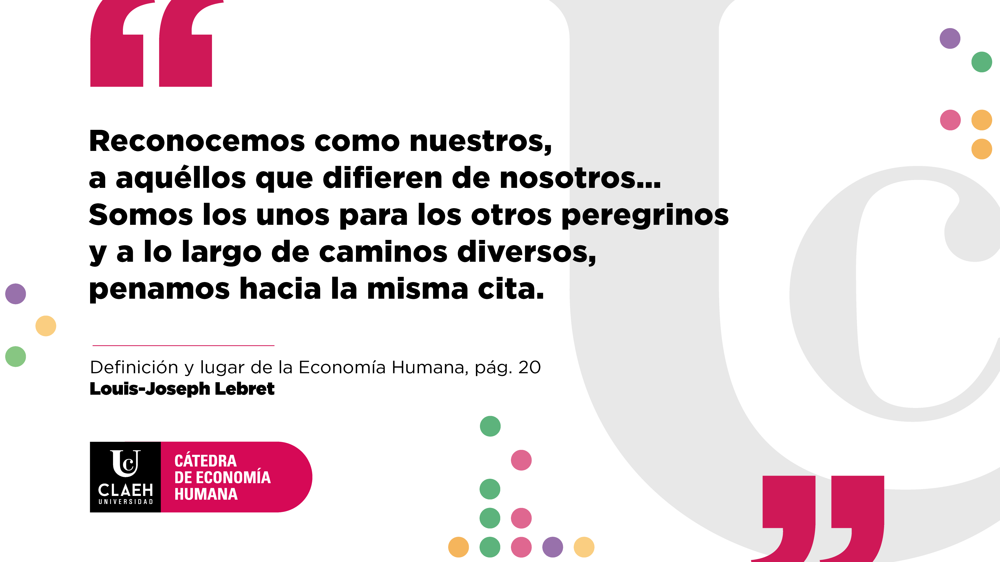 “
Reconocemos como nuestros,
a aquéllos que difieren de nosotros...
Somos los unos para los otros peregrinos
y a lo largo de caminos diversos,
penamos hacia la misma cita.
Definición y lugar de la Economía Humana, pág. 20
Louis-Joseph Lebret
UC
CLAEH
UNIVERSIDAD
CÁTEDRA
DE ECONOMÍA
HUMANA
”